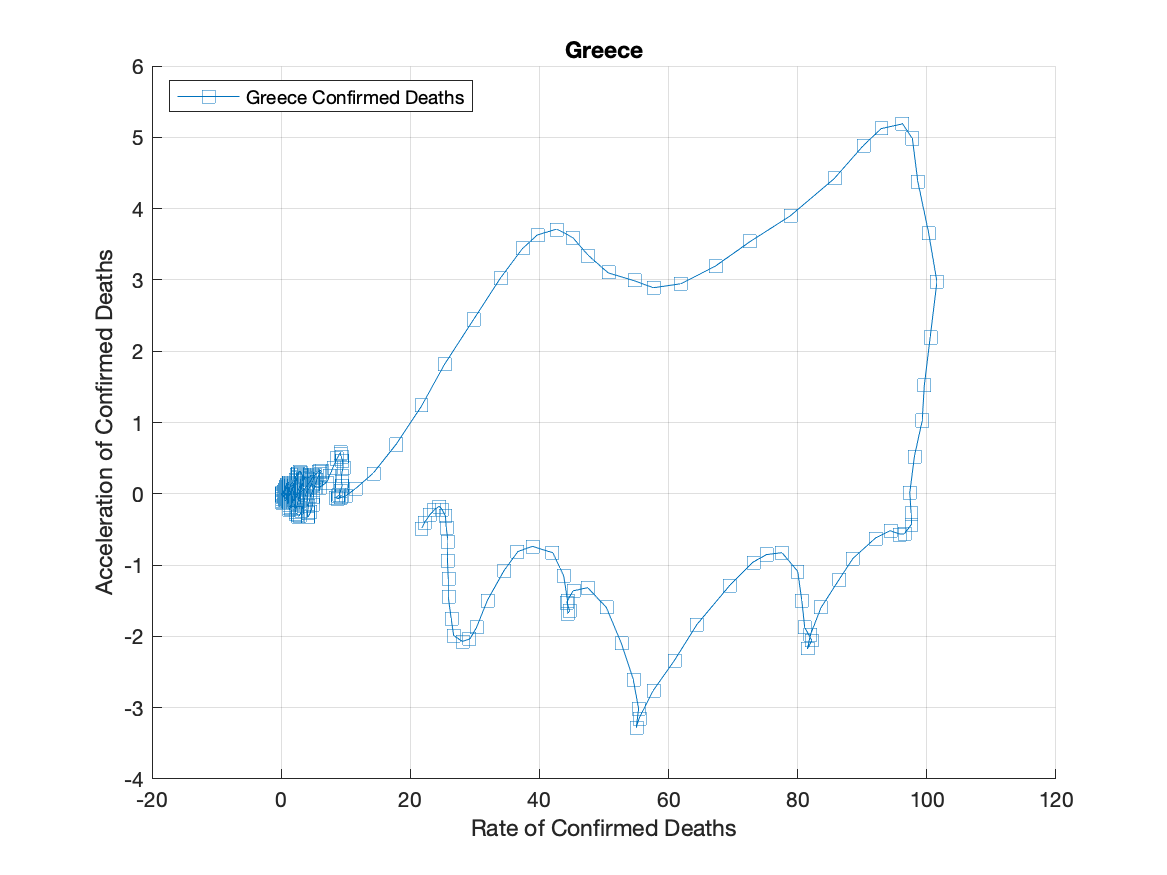 Greece
6
Greece Confirmed Deaths
5
4
3
2
1
0
-1
-2
-3
-4
Acceleration of Confirmed Deaths
-20 0 20 40 60 80 100 120
Rate of Confirmed Deaths